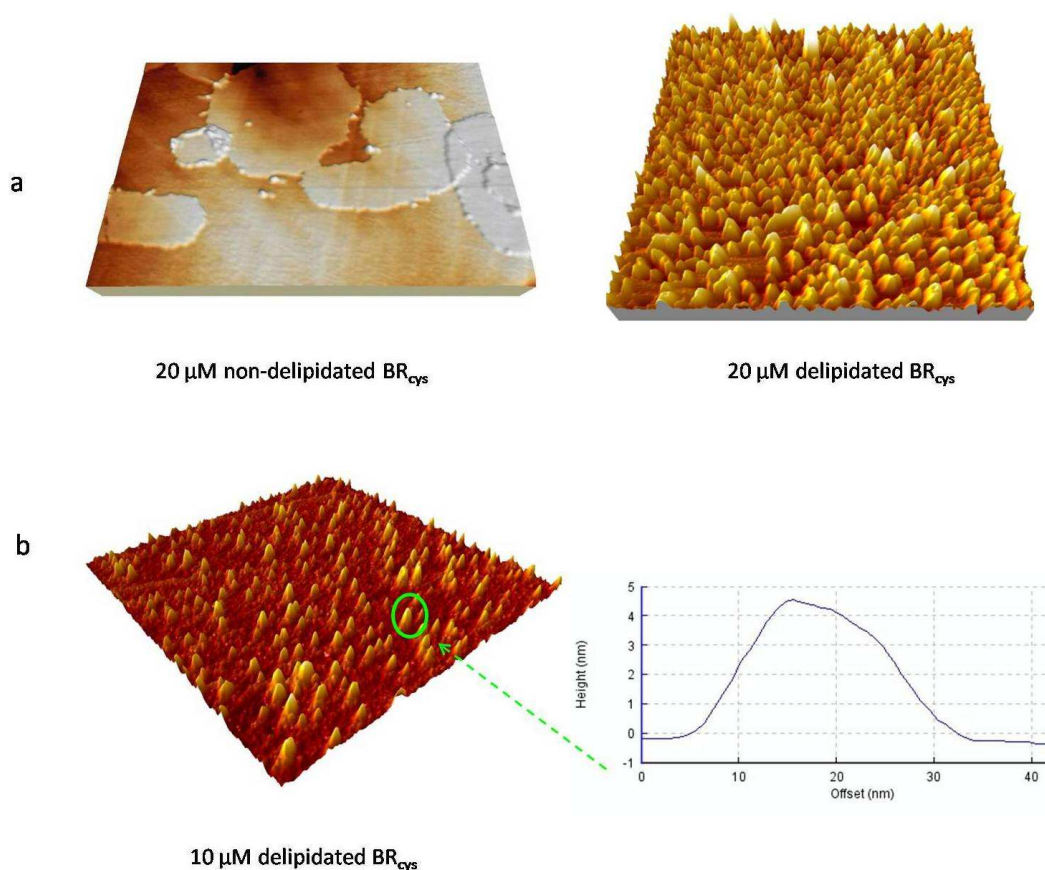 a
20 µM non-delipidated BRcys
20 µM delipidated BRcys
b
5
4
3
2
1
0
-1
Height (nm)
0 10 20 30 40
Offset (nm)
10 µM delipidated BRcys